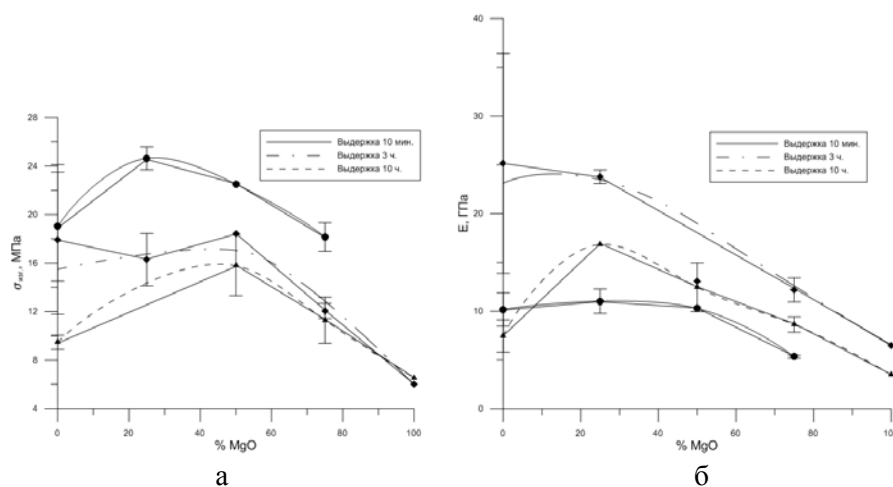 28
24
20
16
12
8
4
σизг, МПа
0
20
40
60
80
100
% MgO
Выдержка 10 мин.
Выдержка 3 ч.
Выдержка 10 ч.
а
40
30
20
10
0
E, ГПа
0
20
40
60
80
100
% MgO
Выдержка 10 мин.
Выдержка 3 ч.
Выдержка 10 ч.
б